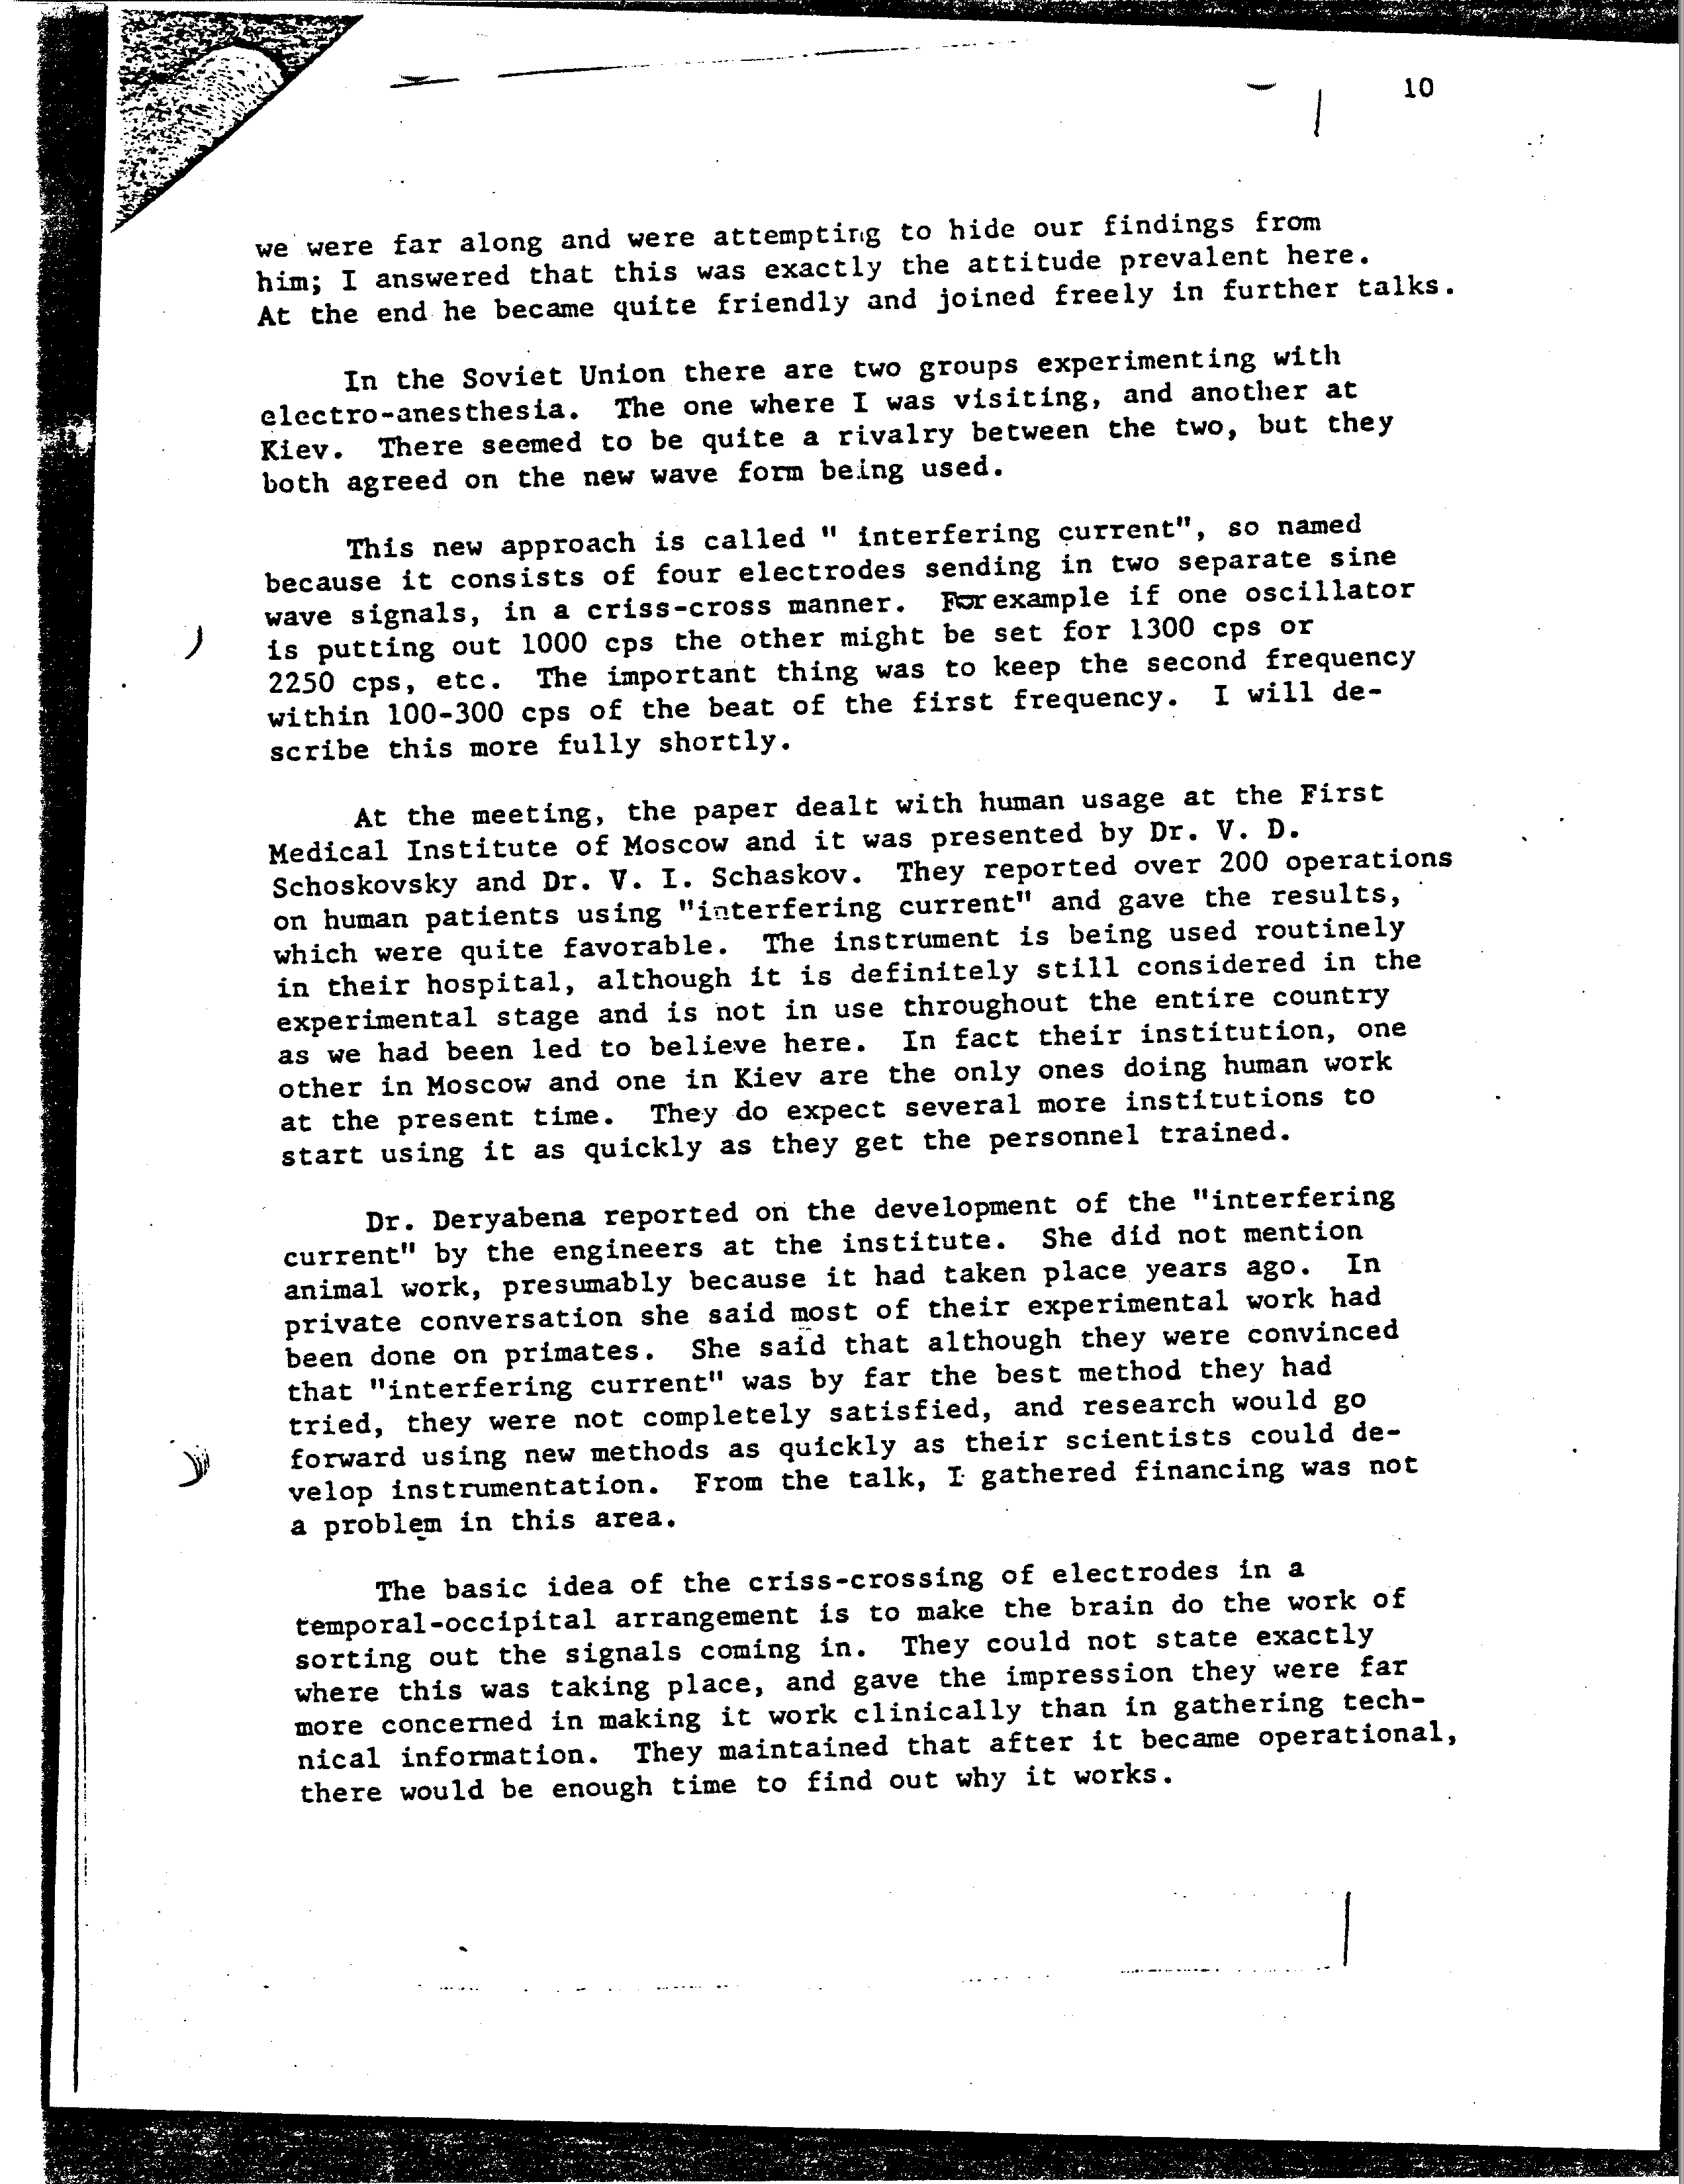 10
we were far along and were attempting to hide our findings from
him; I answered that this was exactly the attitude prevalent here.
At the end he became quite friendly and joined freely in further talks.
In the Soviet Union there are two groups experimenting with
electro-anesthesia. The one where I was visiting, and another at
Kiev. There seemed to be quite a rivalry between the two, but they
both agreed on the new wave form being used.
This new approach is called " interfering current", so named
because it consists of four electrodes sending in two separate sine
wave signals, in a criss-cross manner. For example if one oscillator
is putting out 1000 cps the other might be set for 1300 cps or
2250 cps, etc. The important thing was to keep the second frequency
within 100-300 cps of the beat of the first frequency. I will de-
scribe this more fully shortly.
At the meeting, the paper dealt with human usage at the First
Medical Institute of Moscow and it was presented by Dr. V. D.
Schoskovsky and Dr. V. I. Schaskov. They reported over 200 operations
on human patients using "interfering current" and gave the results,
which were quite favorable. The instrument is being used routinely
in their hospital, although it is definitely still considered in the
experimental stage and is not in use throughout the entire country
as we had been led to believe here. In fact their institution, one
other in Moscow and one in Kiev are the only ones doing human work
at the present time. They do expect several more institutions to
start using it as quickly as they get the personnel trained.
Dr. Deryabena reported on the development of the "interfering
current" by the engineers at the institute. She did not mention
animal work, presumably because it had taken place years ago. In
private conversation she said most of their experimental work had
been done on primates. She said that although they were convinced
that "interfering current" was by far the best method they had
tried, they were not completely satisfied, and research would go
forward using new methods as quickly as their scientists could de-
velop instrumentation. From the talk, I gathered financing was not
a problem in this area.
The basic idea of the criss-crossing of electrodes in a
temporal-occipital arrangement is to make the brain do the work of
sorting out the signals coming in. They could not state exactly
where this was taking place, and gave the impression they were far
more concerned in making it work clinically than in gathering tech-
nical information. They maintained that after it became operational,
there would be enough time to find out why it works.